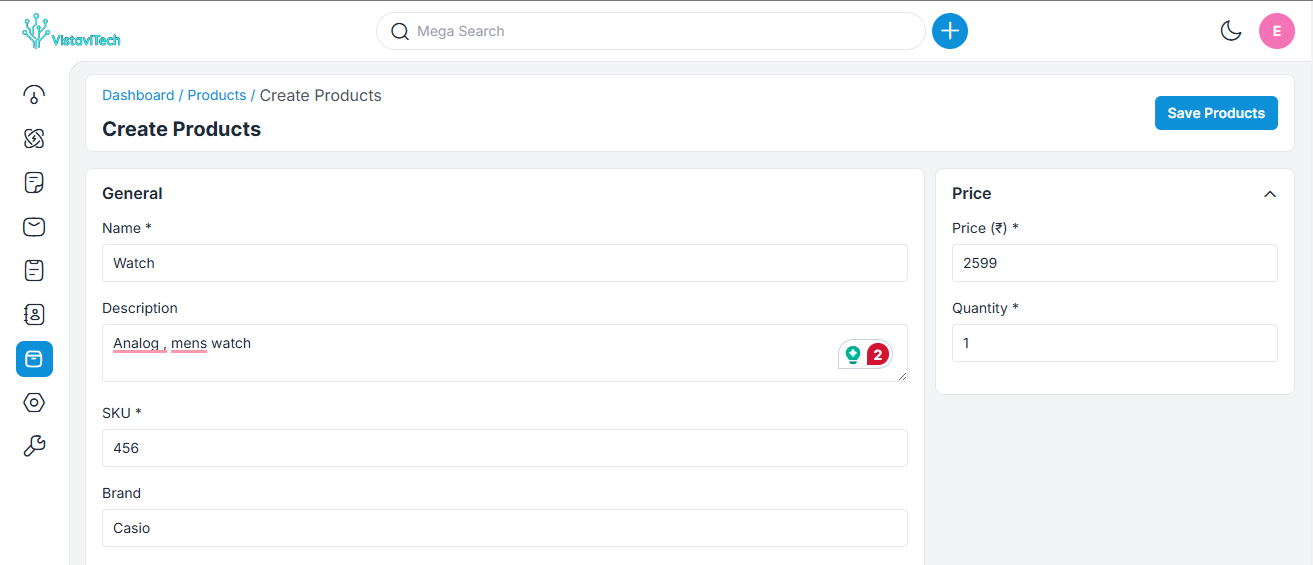 VistaviTech
Mega Search
E
Dashboard / Products / Create Products
Create Products
Save Products
General
Name *
Watch
Description
Analog , mens watch
2
SKU *
456
Brand
Casio
Price
Price (₹) *
2599
Quantity *
1